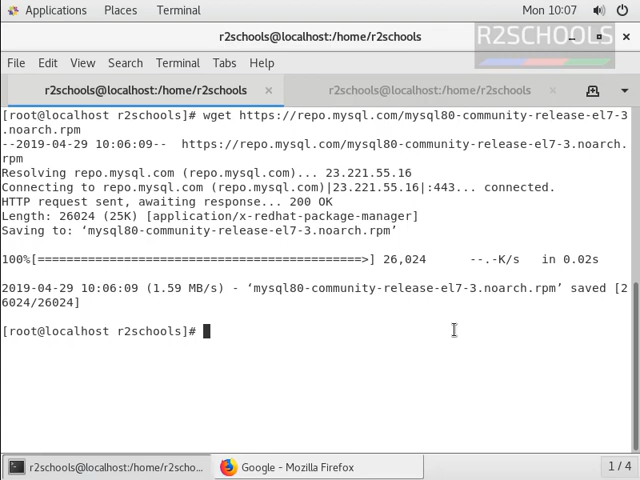 Applications Places Terminal Mon 10:07
r2schools@localhost:/home/r2schools
R2SCHOOLS
File Edit View Search Terminal Tabs Help
r2schools@localhost:/home/r2schools × r2schools@localhost:/home/r2schools ×
[root@localhost r2schools]# wget https://repo.mysql.com/mysql80-community-release-el7-3
.noarch.rpm
--2019-04-29 10:06:09--  https://repo.mysql.com/mysql80-community-release-el7-3.noarch.
rpm
Resolving repo.mysql.com (repo.mysql.com)... 23.221.55.16
Connecting to repo.mysql.com (repo.mysql.com)|23.221.55.16|:443... connected.
HTTP request sent, awaiting response... 200 OK
Length: 26024 (25K) [application/x-redhat-package-manager]
Saving to: ‘mysql80-community-release-el7-3.noarch.rpm’
100%[============================================>] 26,024      --.-K/s   in 0.02s
2019-04-29 10:06:09 (1.59 MB/s) - ‘mysql80-community-release-el7-3.noarch.rpm’ saved [2
6024/26024]
[root@localhost r2schools]#
r2schools@localhost:/home/r2scho... Google - Mozilla Firefox 1 / 4